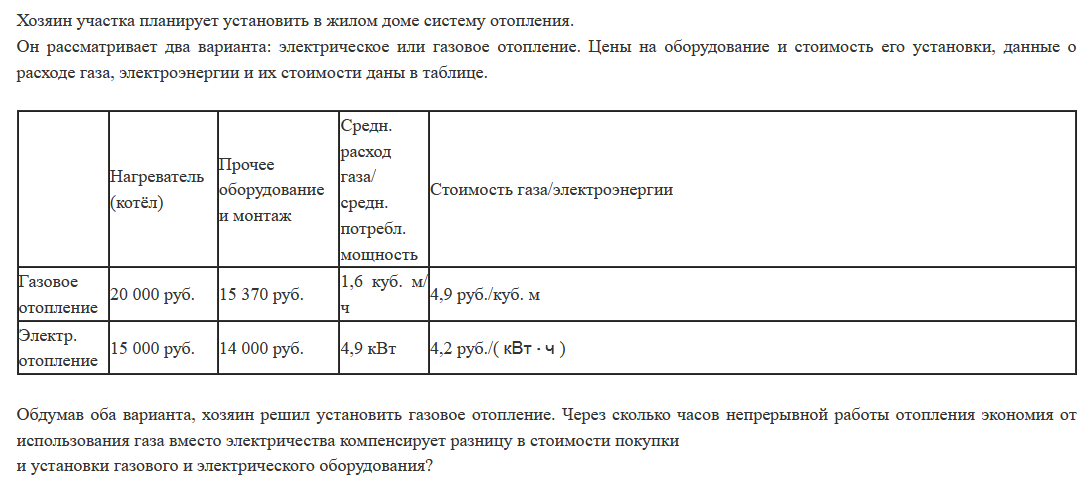 Хозяин участка планирует установить в жилом доме систему отопления.
Он рассматривает два варианта: электрическое или газовое отопление. Цены на оборудование и стоимость его установки, данные о
расходе газа, электроэнергии и их стоимости даны в таблице.
Нагреватель
(котёл)
Прочее
оборудование
и монтаж
Средн.
расход
газа/
средн.
потребл.
мощность
Стоимость газа/электроэнергии
Газовое
отопление
20 000 руб.
15 370 руб.
1,6 куб. м/
ч
4,9 руб./куб. м
Электр.
отопление
15 000 руб.
14 000 руб.
4,9 кВт
4,2 руб./( кВт · ч )
Обдумав оба варианта, хозяин решил установить газовое отопление. Через сколько часов непрерывной работы отопления экономия от
использования газа вместо электричества компенсирует разницу в стоимости покупки
и установки газового и электрического оборудования?